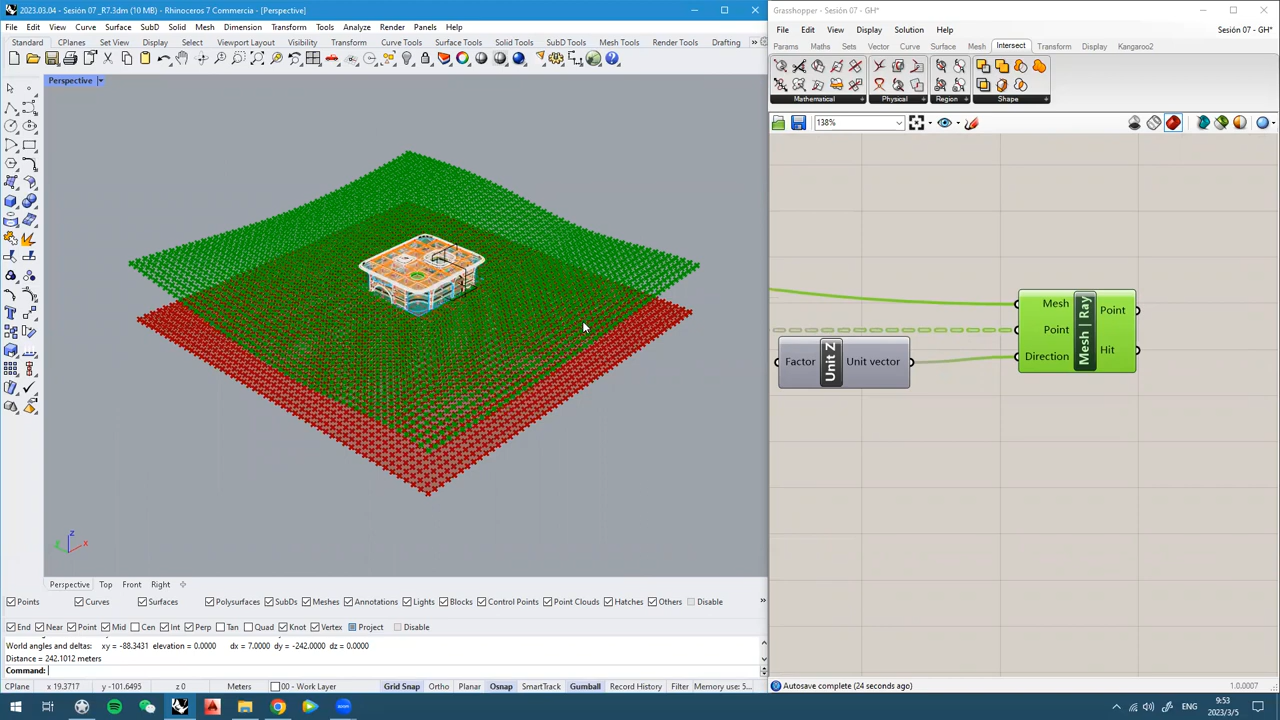 2023.03.04 - Sesión 07 _R7.3dm (10 MB) - Rhinoceros 7 Commercia - [Perspective]
File Edit View Curve Surface SubD Solid Mesh Dimension Transform Tools Analyze Render Panels Help
Standard CPlanes Set View Display Select Viewport Layout Visibility Transform Curve Tools Surface Tools Solid Tools SubD Tools Mesh Tools Render Tools Drafting
Perspective
z
y
x
Perspective Top Front Right
Points Curves Surfaces Polysurfaces SubDs Meshes Annotations Lights Blocks Control Points Point Clouds Hatches Others Disable
End Near Point Mid Cen Int Perp Tan Quad Knot Vertex Project Disable
World angles and deltas: xy = -88.3431 elevation = 0.0000 dx = 7.0000 dy = -242.0000 dz = 0.0000
Distance = 242.1012 meters
Command:
CPlane x 19.3717 y -101.6495 z 0 Meters 00 - Work Layer Grid Snap Ortho Planar Osnap SmartTrack Gumball Record History Filter Memory use: 5...
Grasshopper - Sesión 07 - GH*
File Edit View Display Solution Help Sesión 07 - GH*
Params Maths Sets Vector Curve Surface Mesh Intersect Transform Display Kangaroo2
Mathematical Physical Region Shape
138%
Mesh
Point
Direction
Mesh | Ray
Point
Hit
Factor
Unit Z
Unit vector
Autosave complete (24 seconds ago) 1.0.0007
ENG
9:53
2023/3/5